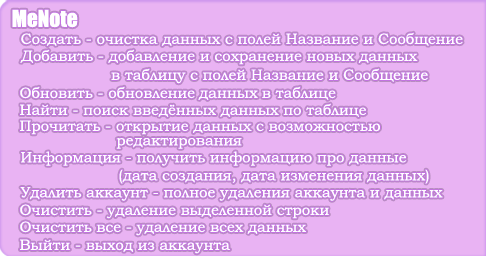 MeNote
Создать - очистка данных с полей Название и Сообщение
Добавить - добавление и сохранение новых данных
в таблицу с полей Название и Сообщение
Обновить - обновление данных в таблице
Найти - поиск введённых данных по таблице
Прочитать - открытие данных с возможностью
редактирования
Информация - получить информацию про данные
(дата создания, дата изменения данных)
Удалить аккаунт - полное удаления аккаунта и данных
Очистить - удаление выделенной строки
Очистить все - удаление всех данных
Выйти - выход из аккаунта